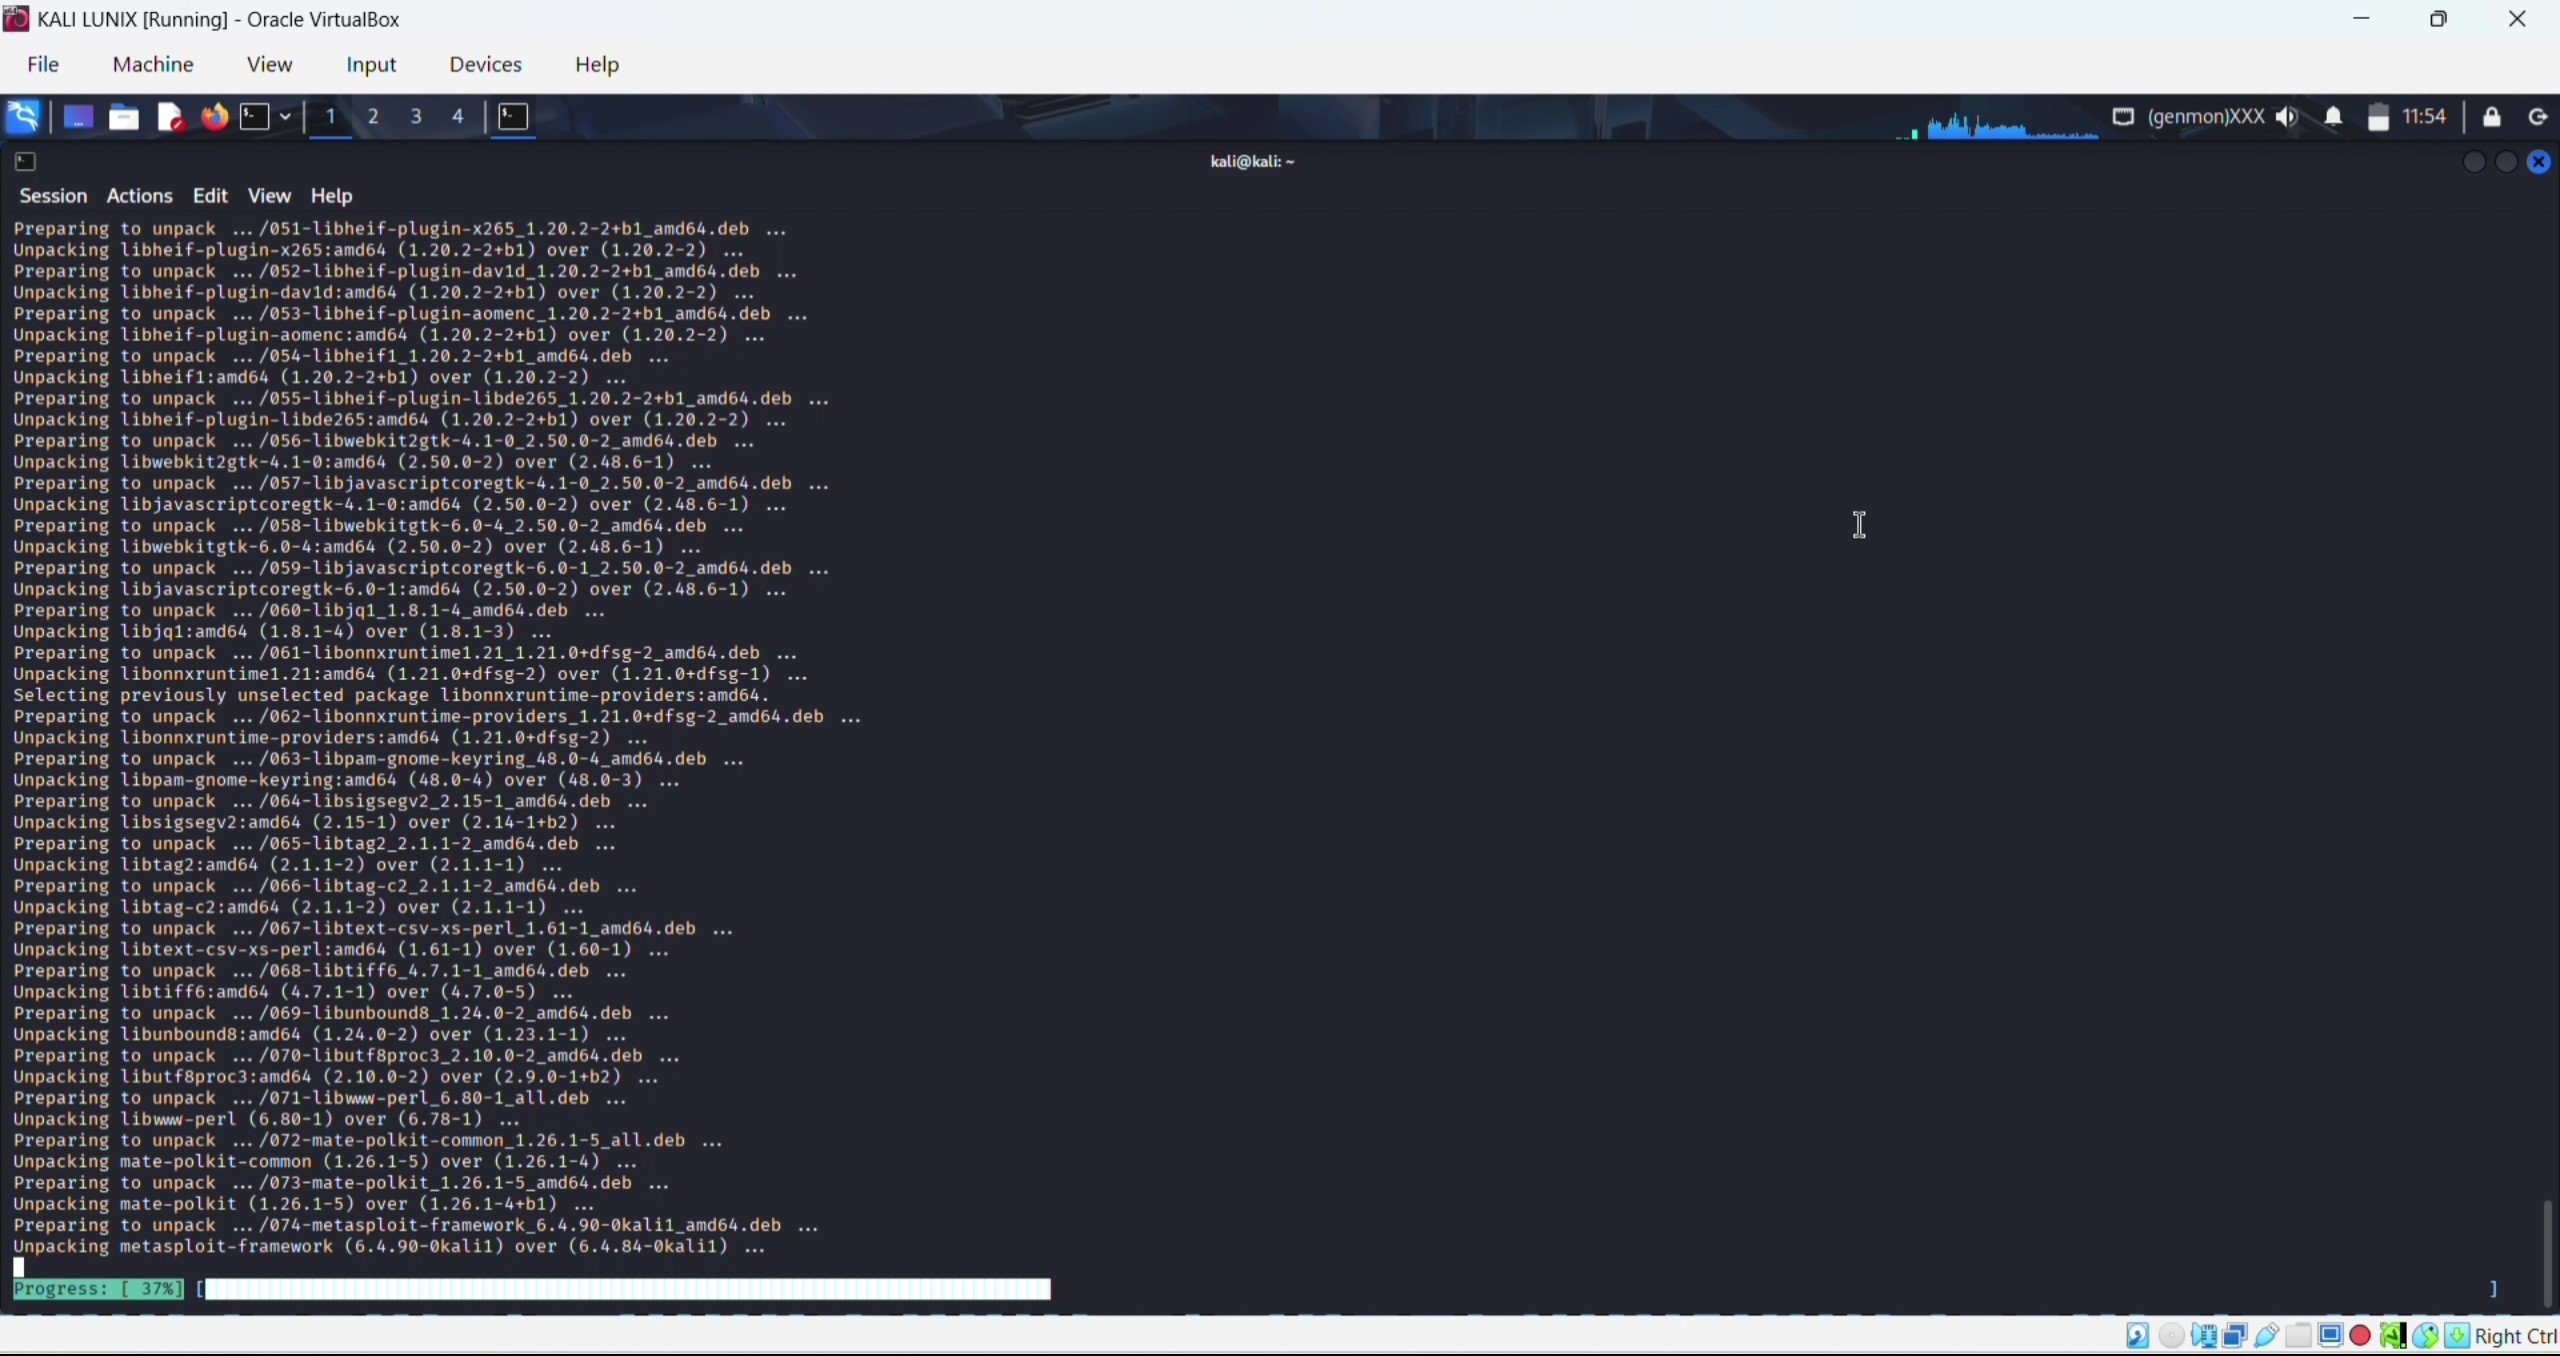 KALI LUNIX [Running] - Oracle VirtualBox
File Machine View Input Devices Help
1 2 3 4 (genmon)XXX 11:54
kali@kali: ~
Session Actions Edit View Help
Preparing to unpack .../051-libheif-plugin-x265_1.20.2-2+b1_amd64.deb ...
Unpacking libheif-plugin-x265:amd64 (1.20.2-2+b1) over (1.20.2-2) ...
Preparing to unpack .../052-libheif-plugin-dav1d_1.20.2-2+b1_amd64.deb ...
Unpacking libheif-plugin-dav1d:amd64 (1.20.2-2+b1) over (1.20.2-2) ...
Preparing to unpack .../053-libheif-plugin-aomenc_1.20.2-2+b1_amd64.deb ...
Unpacking libheif-plugin-aomenc:amd64 (1.20.2-2+b1) over (1.20.2-2) ...
Preparing to unpack .../054-libheif1_1.20.2-2+b1_amd64.deb ...
Unpacking libheif1:amd64 (1.20.2-2+b1) over (1.20.2-2) ...
Preparing to unpack .../055-libheif-plugin-libde265_1.20.2-2+b1_amd64.deb ...
Unpacking libheif-plugin-libde265:amd64 (1.20.2-2+b1) over (1.20.2-2) ...
Preparing to unpack .../056-libwebkit2gtk-4.1-0_2.50.0-2_amd64.deb ...
Unpacking libwebkit2gtk-4.1-0:amd64 (2.50.0-2) over (2.48.6-1) ...
Preparing to unpack .../057-libjavascriptcoregtk-4.1-0_2.50.0-2_amd64.deb ...
Unpacking libjavascriptcoregtk-4.1-0:amd64 (2.50.0-2) over (2.48.6-1) ...
Preparing to unpack .../058-libwebkitgtk-6.0-4_2.50.0-2_amd64.deb ...
Unpacking libwebkitgtk-6.0-4:amd64 (2.50.0-2) over (2.48.6-1) ...
Preparing to unpack .../059-libjavascriptcoregtk-6.0-1_2.50.0-2_amd64.deb ...
Unpacking libjavascriptcoregtk-6.0-1:amd64 (2.50.0-2) over (2.48.6-1) ...
Preparing to unpack .../060-libjq1_1.8.1-4_amd64.deb ...
Unpacking libjq1:amd64 (1.8.1-4) over (1.8.1-3) ...
Preparing to unpack .../061-libonnxruntime1.21_1.21.0+dfsg-2_amd64.deb ...
Unpacking libonnxruntime1.21:amd64 (1.21.0+dfsg-2) over (1.21.0+dfsg-1) ...
Selecting previously unselected package libonnxruntime-providers:amd64.
Preparing to unpack .../062-libonnxruntime-providers_1.21.0+dfsg-2_amd64.deb ...
Unpacking libonnxruntime-providers:amd64 (1.21.0+dfsg-2) ...
Preparing to unpack .../063-libpam-gnome-keyring_48.0-4_amd64.deb ...
Unpacking libpam-gnome-keyring:amd64 (48.0-4) over (48.0-3) ...
Preparing to unpack .../064-libsigsegv2_2.15-1_amd64.deb ...
Unpacking libsigsegv2:amd64 (2.15-1) over (2.14-1+b2) ...
Preparing to unpack .../065-libtag2_2.1.1-2_amd64.deb ...
Unpacking libtag2:amd64 (2.1.1-2) over (2.1.1-1) ...
Preparing to unpack .../066-libtag-c2_2.1.1-2_amd64.deb ...
Unpacking libtag-c2:amd64 (2.1.1-2) over (2.1.1-1) ...
Preparing to unpack .../067-libtext-csv-xs-perl_1.61-1_amd64.deb ...
Unpacking libtext-csv-xs-perl:amd64 (1.61-1) over (1.60-1) ...
Preparing to unpack .../068-libtiff6_4.7.1-1_amd64.deb ...
Unpacking libtiff6:amd64 (4.7.1-1) over (4.7.0-5) ...
Preparing to unpack .../069-libunbound8_1.24.0-2_amd64.deb ...
Unpacking libunbound8:amd64 (1.24.0-2) over (1.23.1-1) ...
Preparing to unpack .../070-libutf8proc3_2.10.0-2_amd64.deb ...
Unpacking libutf8proc3:amd64 (2.10.0-2) over (2.9.0-1+b2) ...
Preparing to unpack .../071-libwww-perl_6.80-1_all.deb ...
Unpacking libwww-perl (6.80-1) over (6.78-1) ...
Preparing to unpack .../072-mate-polkit-common_1.26.1-5_all.deb ...
Unpacking mate-polkit-common (1.26.1-5) over (1.26.1-4) ...
Preparing to unpack .../073-mate-polkit_1.26.1-5_amd64.deb ...
Unpacking mate-polkit (1.26.1-5) over (1.26.1-4+b1) ...
Preparing to unpack .../074-metasploit-framework_6.4.90-0kali1_amd64.deb ...
Unpacking metasploit-framework (6.4.90-0kali1) over (6.4.84-0kali1) ...
Progress: [ 37%] [ ]
Right Ctrl